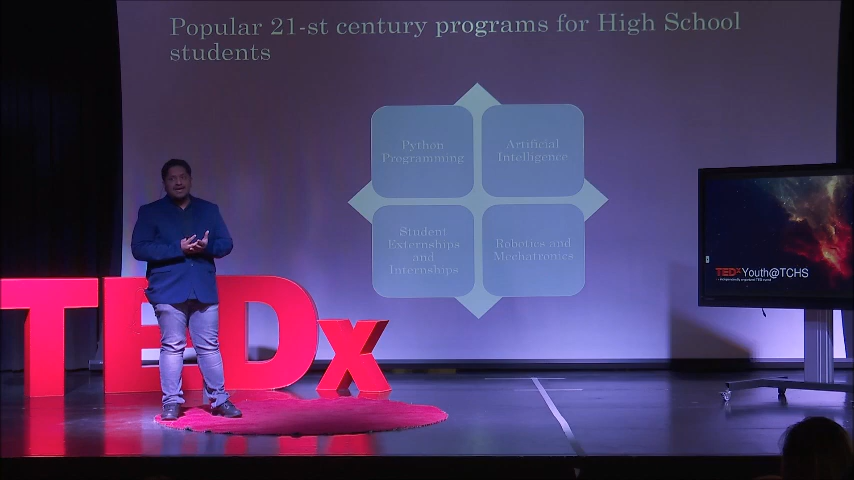 Popular 21-st century programs for High School
students
Python
Programming
Artificial
Intelligence
Student
Externships
and
Internships
Robotics and
Mechatronics
TEDx
TEDxYouth@TCHS